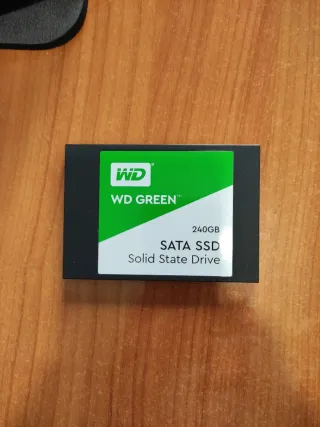 WD
WD GREEN™
240GB
SATA SSD
Solid State Drive